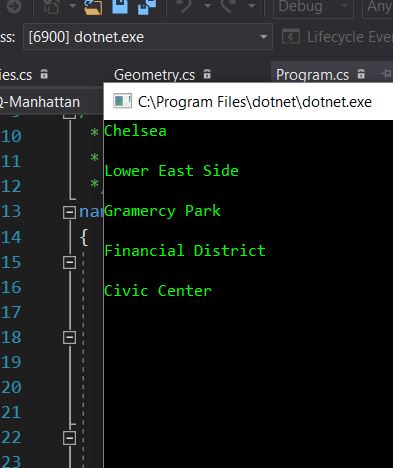 Debug
Any
ss:
[6900] dotnet.exe
Lifecycle Eve
ies.cs
Geometry.cs
Program.cs
Q-Manhattan
C:\Program Files\dotnet\dotnet.exe
10 *
11 *
12 */
13 nam
14 {
15
16
17
18
19
20
21
22
23
Chelsea
Lower East Side
Gramercy Park
Financial District
Civic Center